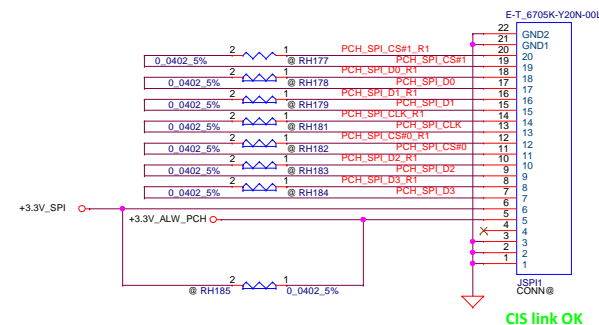 E-T_6705K-Y20N-00L
22 GND2
21 GND1
2 1 PCH_SPI_CS#1_R1 20 20
0_0402_5% @ RH177 PCH_SPI_CS#1 19 19
2 1 PCH_SPI_D0_R1 18 18
0_0402_5% @ RH178 PCH_SPI_D0 17 17
2 1 PCH_SPI_D1_R1 16 16
0_0402_5% @ RH179 PCH_SPI_D1 15 15
2 1 PCH_SPI_CLK_R1 14 14
0_0402_5% @ RH181 PCH_SPI_CLK 13 13
2 1 PCH_SPI_CS#0_R1 12 12
0_0402_5% @ RH182 PCH_SPI_CS#0 11 11
2 1 PCH_SPI_D2_R1 10 10
0_0402_5% @ RH183 PCH_SPI_D2 9 9
2 1 PCH_SPI_D3_R1 8 8
0_0402_5% @ RH184 PCH_SPI_D3 7 7
+3.3V_SPI 6 6
+3.3V_ALW_PCH 5 5
4 4
3 3
2 2
1 1
2 1
@ RH185 0_0402_5%
JSPI1
CONN@
CIS link OK